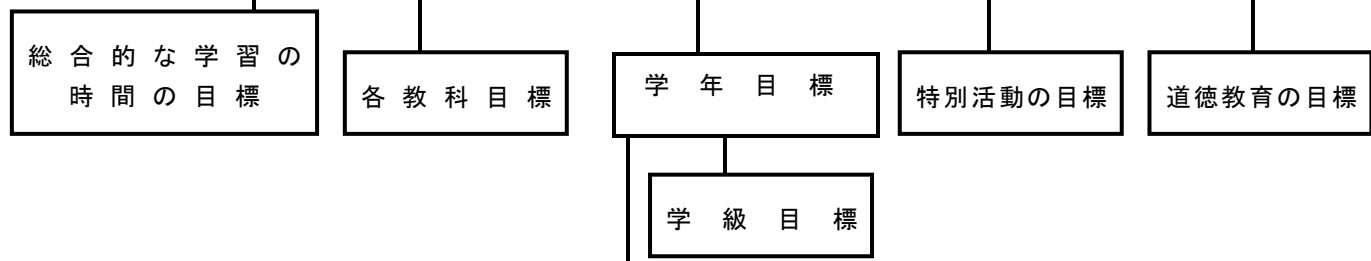 総合的な学習の
時間の目標
各教科目標
学年目標
特別活動の目標
道徳教育の目標
学級目標